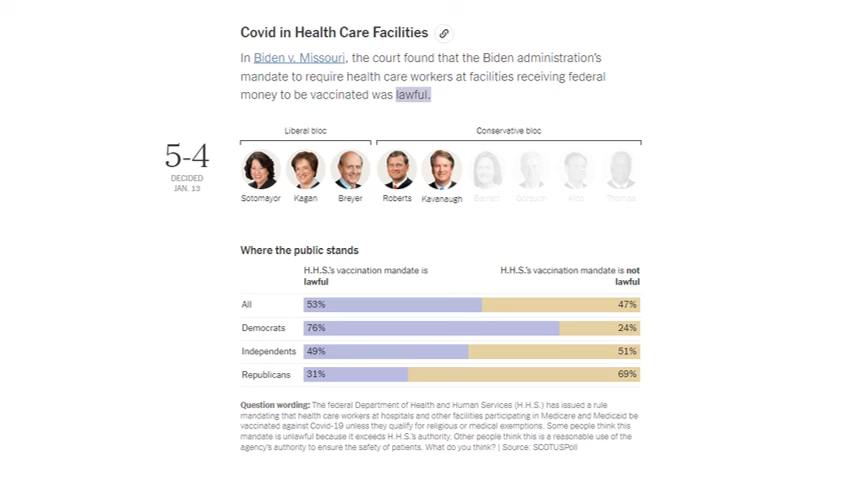 Covid in Health Care Facilities
In Biden v. Missouri, the court found that the Biden administration's
mandate to require health care workers at facilities receiving federal
money to be vaccinated was lawful.
Liberal bloc
Conservative bloc
5-4
DECIDED
JAN. 13
Sotomayor Kagan Breyer Roberts Kavanaugh Barrett Gorsuch Alito Thomas
Where the public stands
H.H.S.'s vaccination mandate is
lawful
H.H.S.'s vaccination mandate is not
lawful
All 53% 47%
Democrats 76% 24%
Independents 49% 51%
Republicans 31% 69%
Question wording: The federal Department of Health and Human Services (H.H.S.) has issued a rule
mandating that health care workers at hospitals and other facilities participating in Medicare and Medicaid be
vaccinated against Covid-19 unless they qualify for religious or medical exemptions. Some people think this
mandate is unlawful because it exceeds H.H.S.'s authority. Other people think this is a reasonable use of the
agency's authority to ensure the safety of patients. What do you think? | Source: SCOTUSPoll